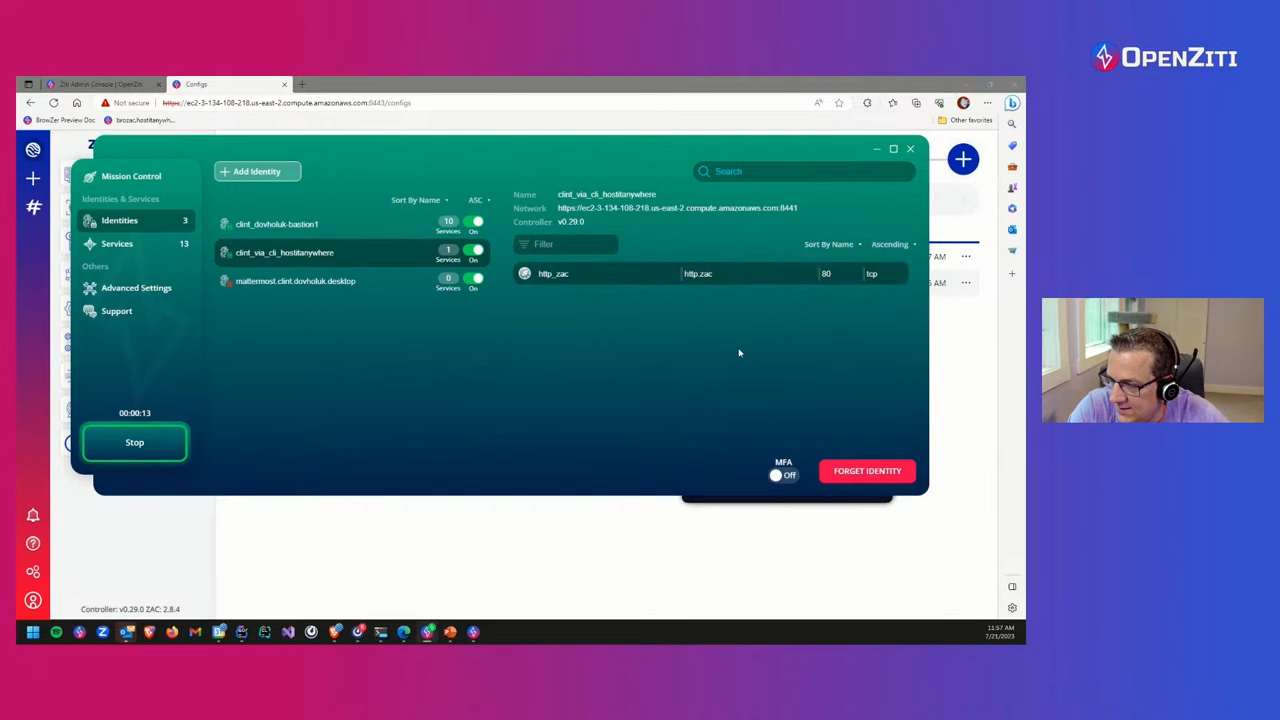 OPENZITI
Ziti Admin Console | OpenZiti
Configs
Not secure
https://ec2-3-134-108-218.us-east-2.compute.amazonaws.com:8443/configs
BrowZer Preview Doc
brozac.hostitanywh...
Other favorites
Mission Control
Identities & Services
Identities 3
Services 13
Others
Advanced Settings
Support
00:00:13
Stop
Add Identity
Sort By Name
ASC
clint_dovholuk-bastion1
10
Services
On
clint_via_cli_hostitanywhere
1
Services
On
mattermost.clint.dovholuk.desktop
0
Services
On
Search
Name clint_via_cli_hostitanywhere
Network https://ec2-3-134-108-218.us-east-2.compute.amazonaws.com:8441
Controller v0.29.0
Filter
Sort By Name
Ascending
http_zac http.zac 80 tcp
MFA
Off
FORGET IDENTITY
7 AM
6 AM
Controller: v0.29.0 ZAC: 2.8.4
11:57 AM
7/21/2023